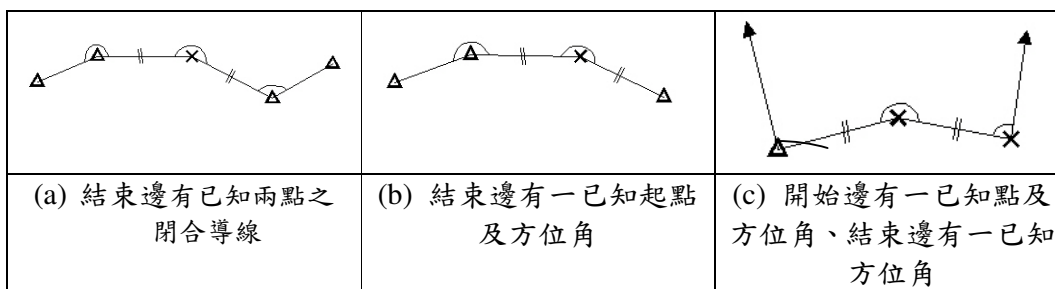 (a) 結束邊有已知兩點之
閉合導線
(b) 結束邊有一已知起點
及方位角
(c) 開始邊有一已知點及
方位角、結束邊有一已知
方位角